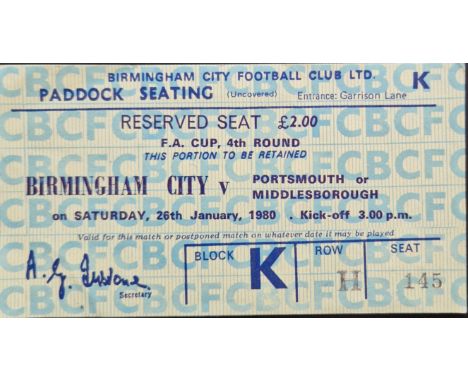 BIRMINGHAM CITY FOOTBALL CLUB LTD. K
PADDOCK SEATING (Uncovered) Entrance: Garrison Lane
RESERVED SEAT £2.00
F.A. CUP, 4th ROUND
THIS PORTION TO BE RETAINED
BIRMINGHAM CITY v PORTSMOUTH or
MIDDLESBOROUGH
on SATURDAY, 26th January, 1980 . Kick-off 3.00 p.m.
Valid for this match or postponed match on whatever date it may be played
BLOCK K ROW H SEAT 145
A. G.
Secretary